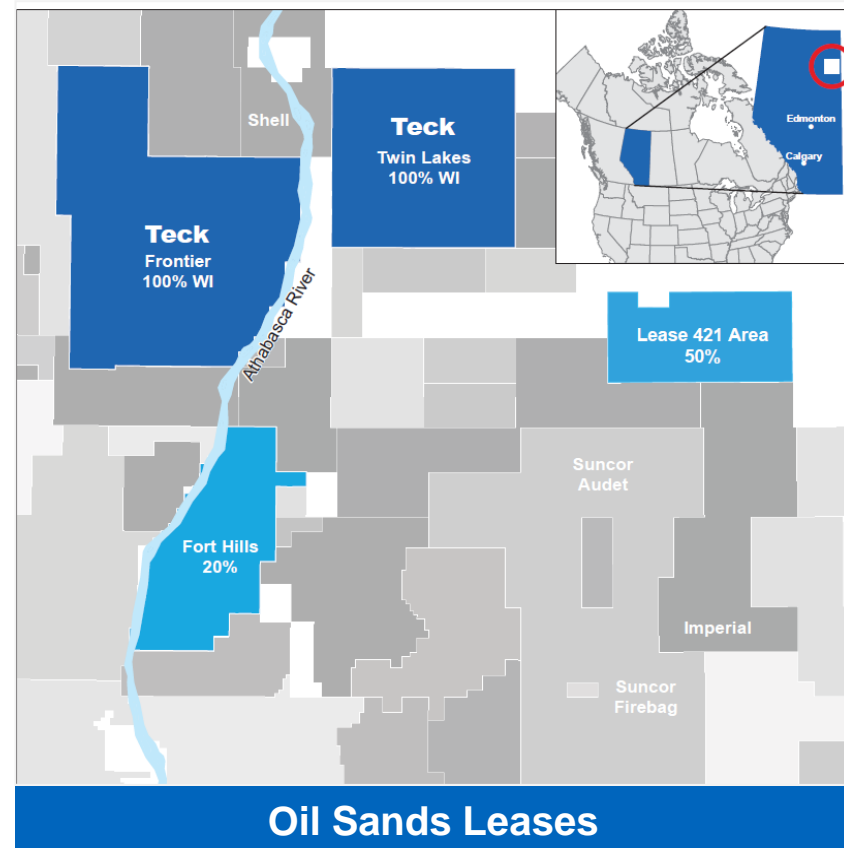 Shell
Teck
Twin Lakes
100% WI
Edmonton
Calgary
Teck
Frontier
100% WI
Athabasca River
Lease 421 Area
50%
Suncor
Audet
Fort Hills
20%
Imperial
Suncor
Firebag
Oil Sands Leases